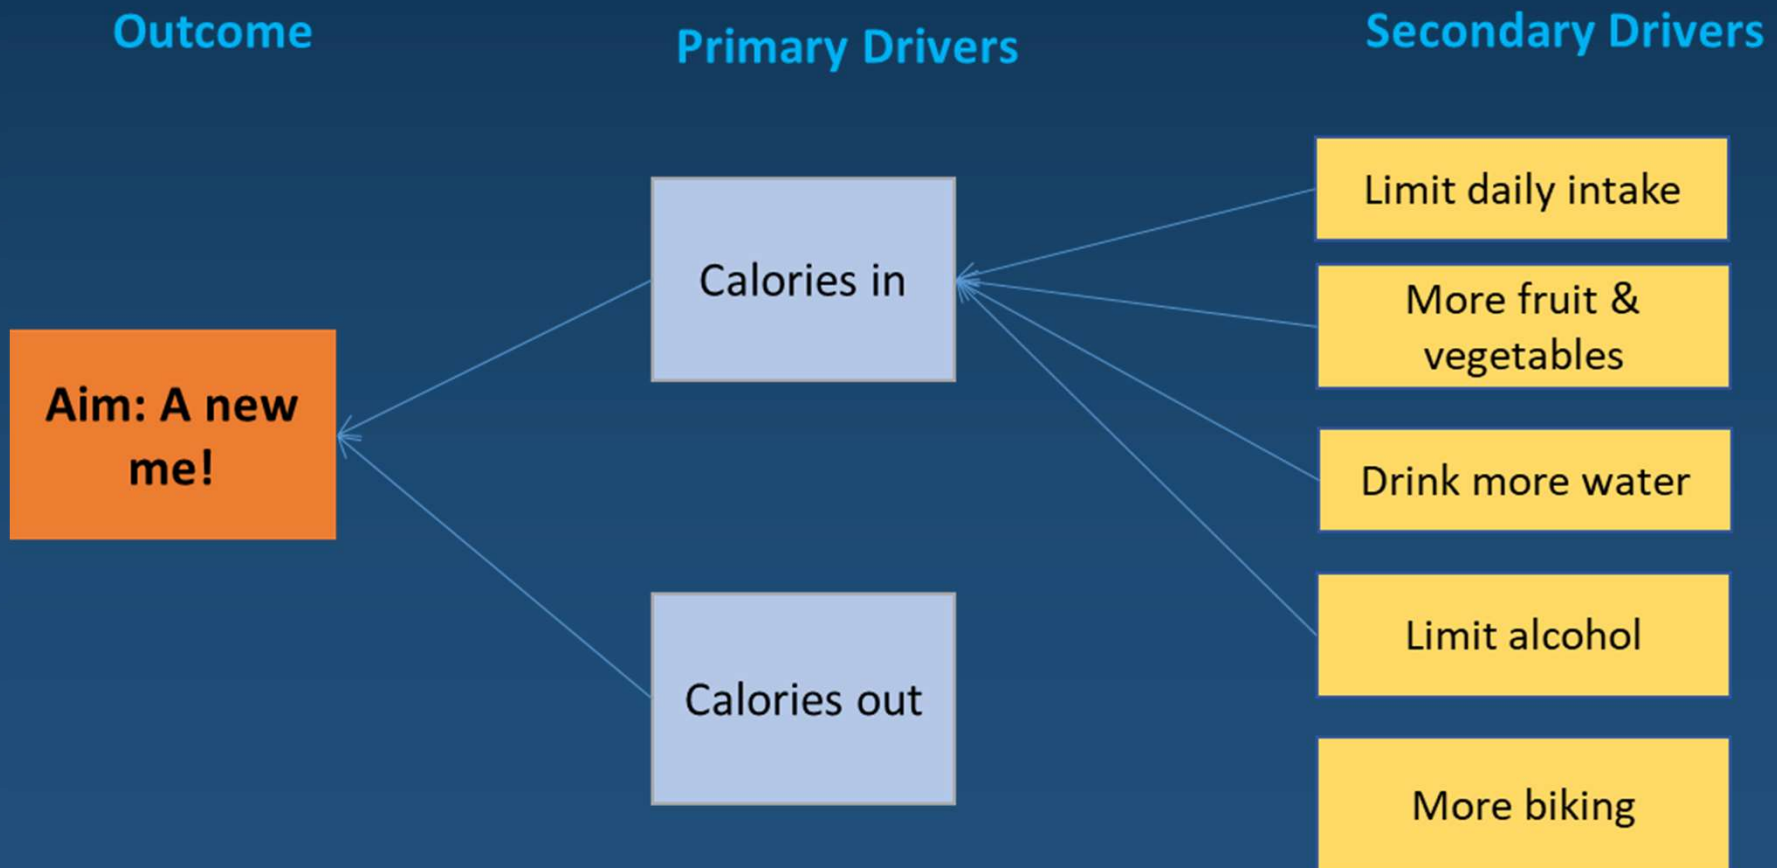 Outcome
Primary Drivers
Secondary Drivers
Aim: A new
me!
Calories in
Calories out
Limit daily intake
More fruit &
vegetables
Drink more water
Limit alcohol
More biking